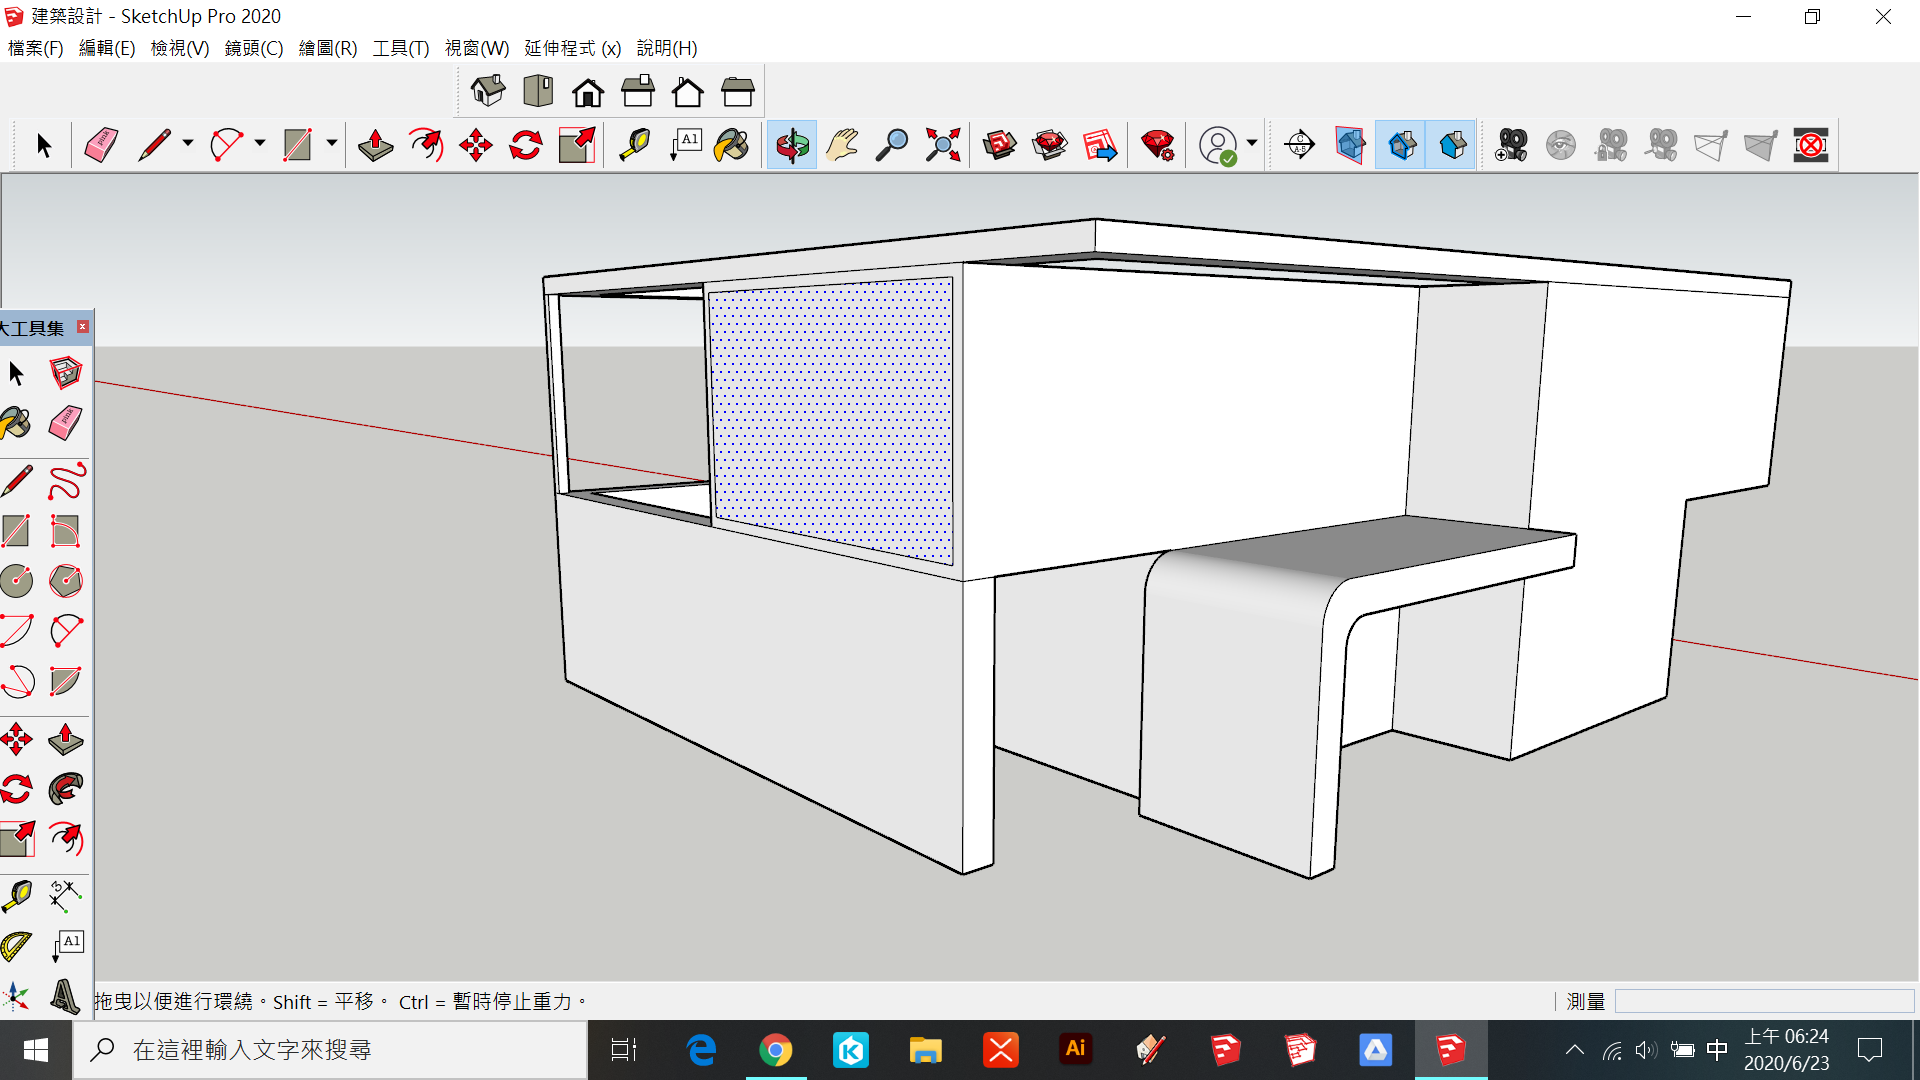 建築設計 - SketchUp Pro 2020
檔案(F) 編輯(E) 檢視(V) 鏡頭(C) 繪圖(R) 工具(T) 視窗(W) 延伸程式 (x) 說明(H)
A1
大工具集
A1
拖曳以便進行環繞。Shift = 平移。 Ctrl = 暫時停止重力。
測量
在這裡輸入文字來搜尋
Ai
中
上午 06:24
2020/6/23